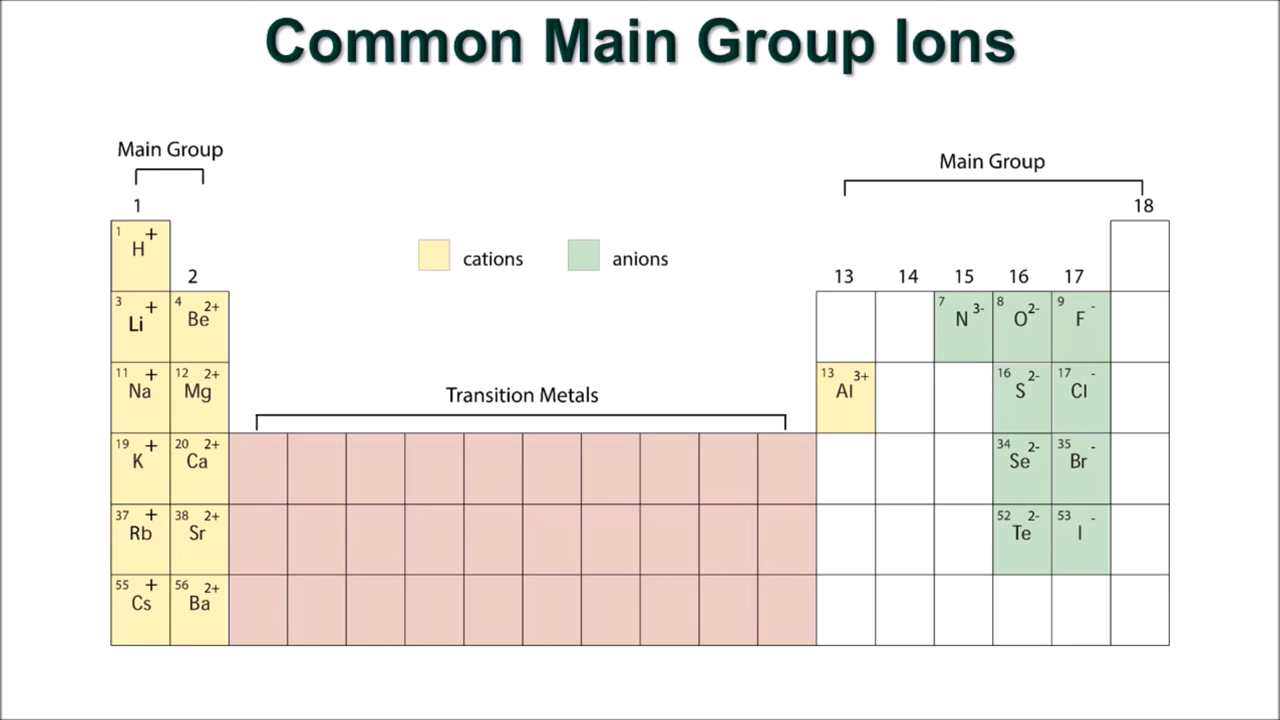 Common Main Group Ions
Main Group
Main Group
1
18
1 H +
cations
anions
2
13 14 15 16 17
3 Li +
4 Be 2+
7 N 3-
8 O 2-
9 F -
11 Na +
12 Mg 2+
Transition Metals
13 Al 3+
16 S 2-
17 Cl -
19 K +
20 Ca 2+
34 Se 2-
35 Br -
37 Rb +
38 Sr 2+
52 Te 2-
53 I -
55 Cs +
56 Ba 2+